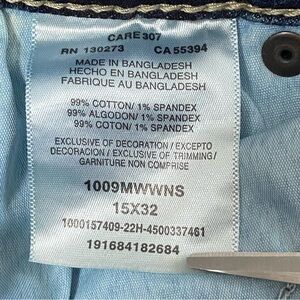 CARE 307
RN 130273 CA 55394
MADE IN BANGLADESH
HECHO EN BANGLADESH
FABRIQUE AU BANGLADESH
99% COTTON/ 1% SPANDEX
99% ALGODON/ 1% SPANDEX
99% COTON/ 1% SPANDEX
EXCLUSIVE OF DECORATION / EXCEPTO
DECORACION / EXCLUSIVE OF TRIMMING/
GARNITURE NON COMPRISE
1009MWWNS
15X32
1000157409-22H-4500337461
191684182684